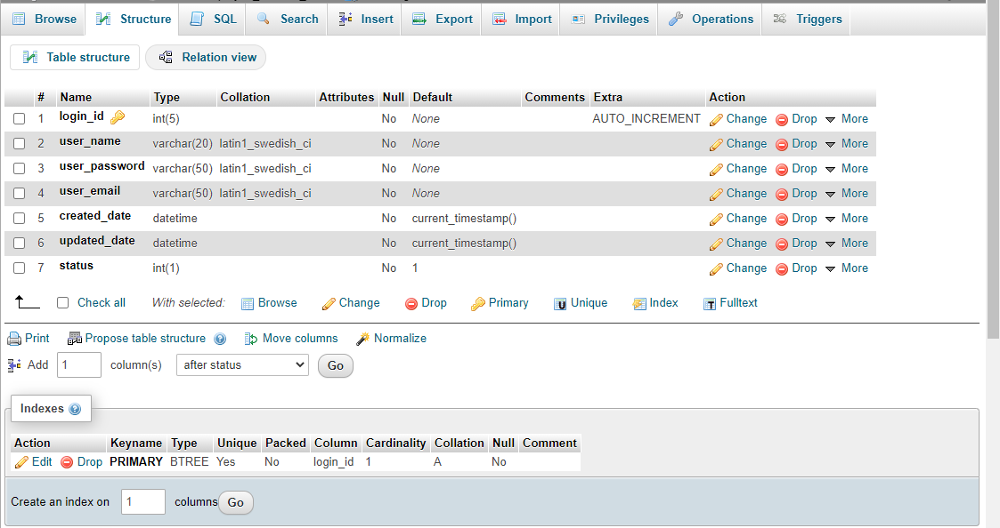 Browse Structure SQL Search Insert Export Import Privileges Operations Triggers
Table structure Relation view
# Name Type Collation Attributes Null Default Comments Extra Action
1 login_id int(5) No None AUTO_INCREMENT Change Drop More
2 user_name varchar(20) latin1_swedish_ci No None Change Drop More
3 user_password varchar(50) latin1_swedish_ci No None Change Drop More
4 user_email varchar(50) latin1_swedish_ci No None Change Drop More
5 created_date datetime No current_timestamp() Change Drop More
6 updated_date datetime No current_timestamp() Change Drop More
7 status int(1) No 1 Change Drop More
Check all With selected: Browse Change Drop Primary Unique Index Fulltext
Print Propose table structure Move columns Normalize
Add 1 column(s) after status Go
Indexes
Action Keyname Type Unique Packed Column Cardinality Collation Null Comment
Edit Drop PRIMARY BTREE Yes No login_id 1 A No
Create an index on 1 columns Go